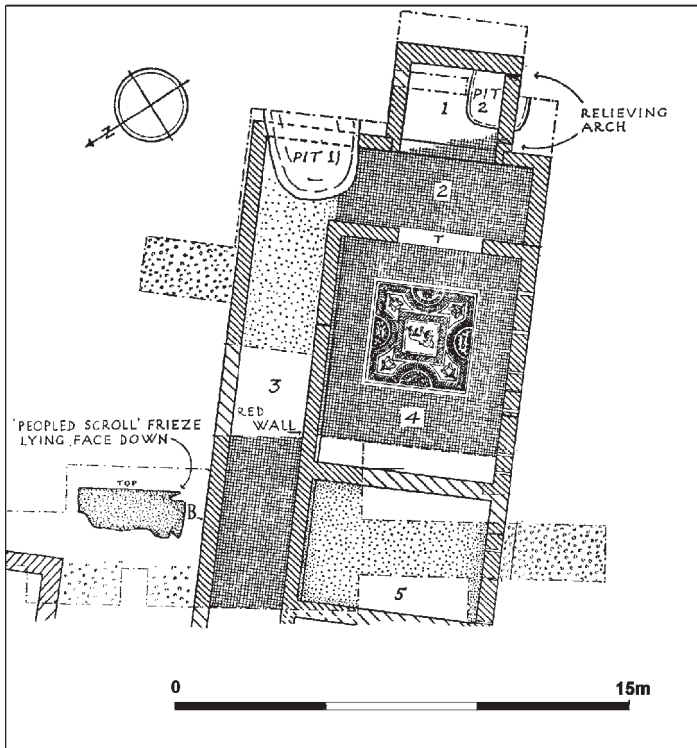 PIT
2
1
RELIEVING
ARCH
PIT 1
2
T
N
3
RED
WALL
4
'PEOPLED SCROLL' FRIEZE
LYING FACE DOWN
TOP
B
5
0
15m